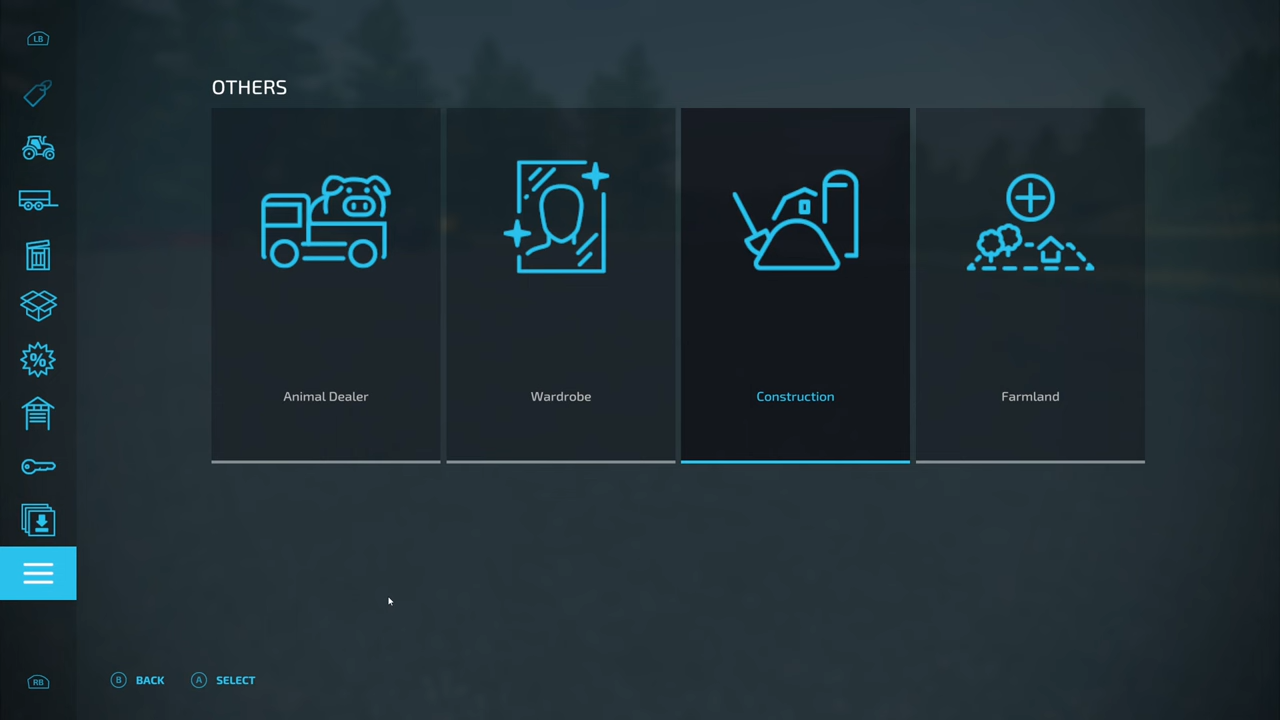 LB
OTHERS
%
Animal Dealer
Wardrobe
Construction
Farmland
B BACK
A SELECT
RB